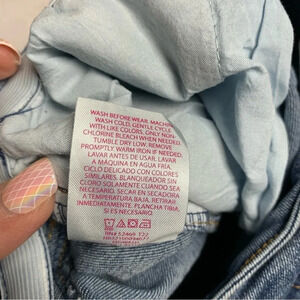 WASH BEFORE WEAR. MACHINE
WASH COLD, GENTLE CYCLE
WITH LIKE COLORS, ONLY NON-
CHLORINE BLEACH WHEN NEEDED.
TUMBLE DRY LOW, REMOVE
PROMPTLY. WARM IRON IF NEEDED.
LAVAR ANTES DE USAR. LAVAR
A MÁQUINA EN AGUA FRÍA,
CICLO DELICADO CON COLORES
SIMILARES. BLANQUEADOR SIN
CLORO SOLAMENTE CUANDO SEA
NECESARIO. SECAR EN SECADORA
A TEMPERATURA BAJA. RETIRAR
INMEDIATAMENTE. PLANCHA TIBIA,
SI ES NECESARIO
RN# 52469